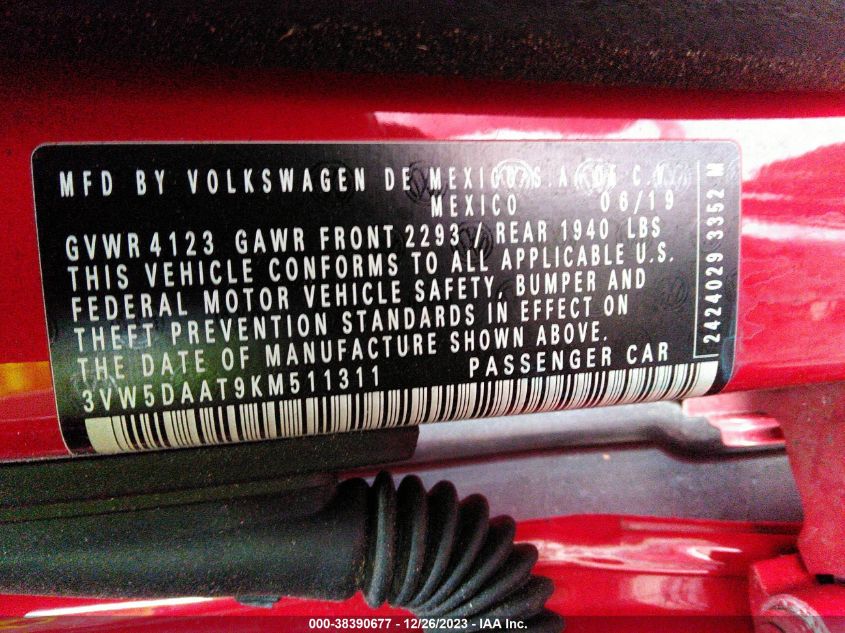 MFD BY VOLKSWAGEN DE MEXICO S.A. DE C.V.
MEXICO 06/19
GVWR 4123 GAWR FRONT 2293 / REAR 1940 LBS
THIS VEHICLE CONFORMS TO ALL APPLICABLE U.S.
FEDERAL MOTOR VEHICLE SAFETY, BUMPER AND
THEFT PREVENTION STANDARDS IN EFFECT ON
THE DATE OF MANUFACTURE SHOWN ABOVE.
3VW5DAAT9KM511311 PASSENGER CAR
2424029 3352 M
000-38390677 - 12/26/2023 - IAA Inc.